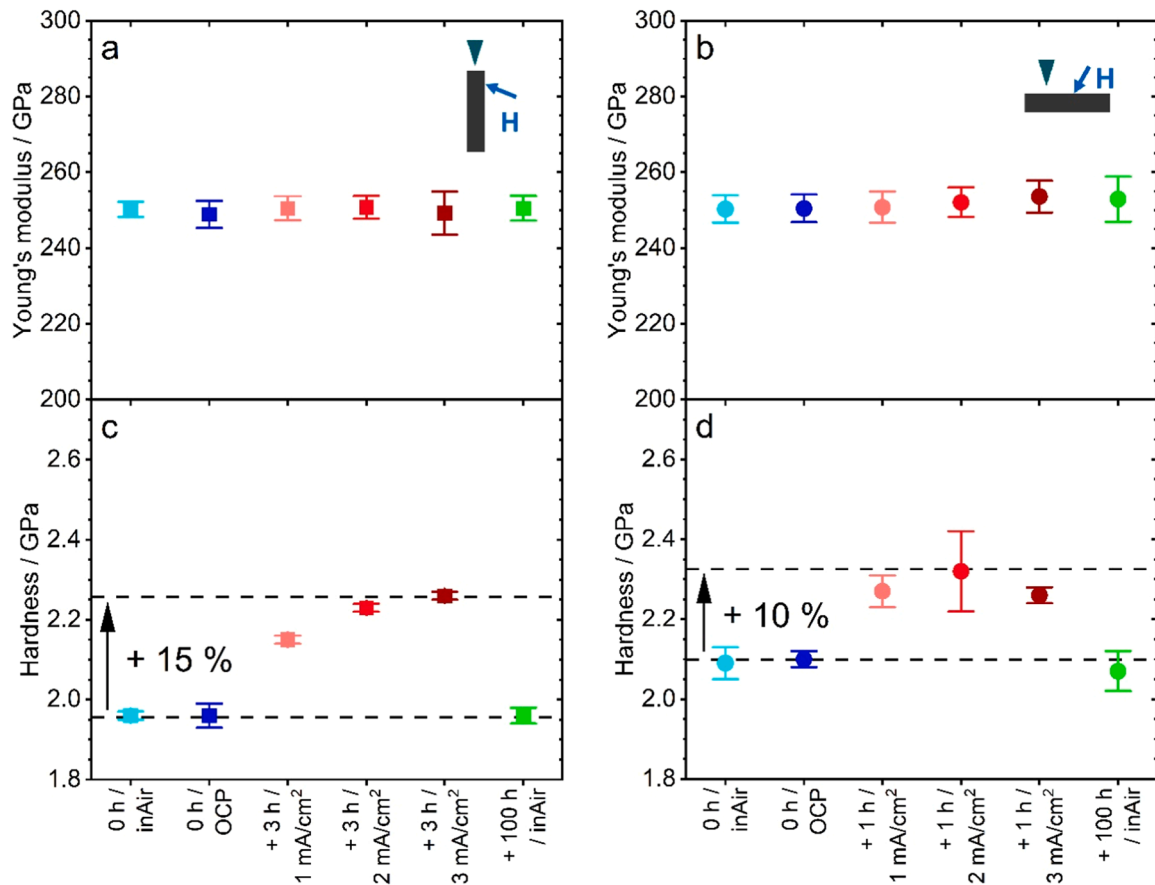 a
H
Young's modulus / GPa
300
280
260
240
220
200
b
H
Young's modulus / GPa
300
280
260
240
220
200
c
+ 15 %
Hardness / GPa
2.6
2.4
2.2
2.0
1.8
0 h /
inAir
0 h /
OCP
+ 3 h /
1 mA/cm²
+ 3 h /
2 mA/cm²
+ 3 h /
3 mA/cm²
+ 100 h
/ inAir
d
+ 10 %
Hardness / GPa
2.6
2.4
2.2
2.0
1.8
0 h /
inAir
0 h /
OCP
+ 1 h /
1 mA/cm²
+ 1 h /
2 mA/cm²
+ 1 h /
3 mA/cm²
+ 100 h
/ inAir